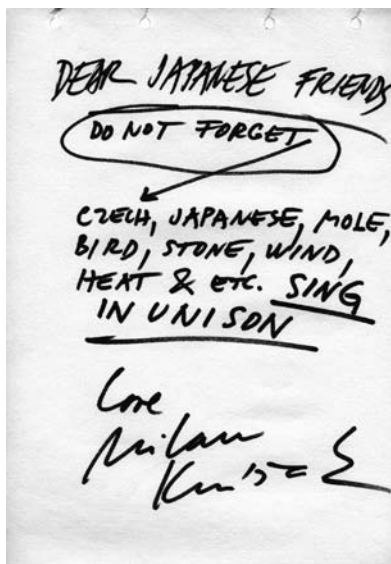 DEAR JAPANESE FRIENDS
DO NOT FORGET
CZECH, JAPANESE, MOLE,
BIRD, STONE, WIND,
HEAT & ETC. SING
IN UNISON
Love
Milan